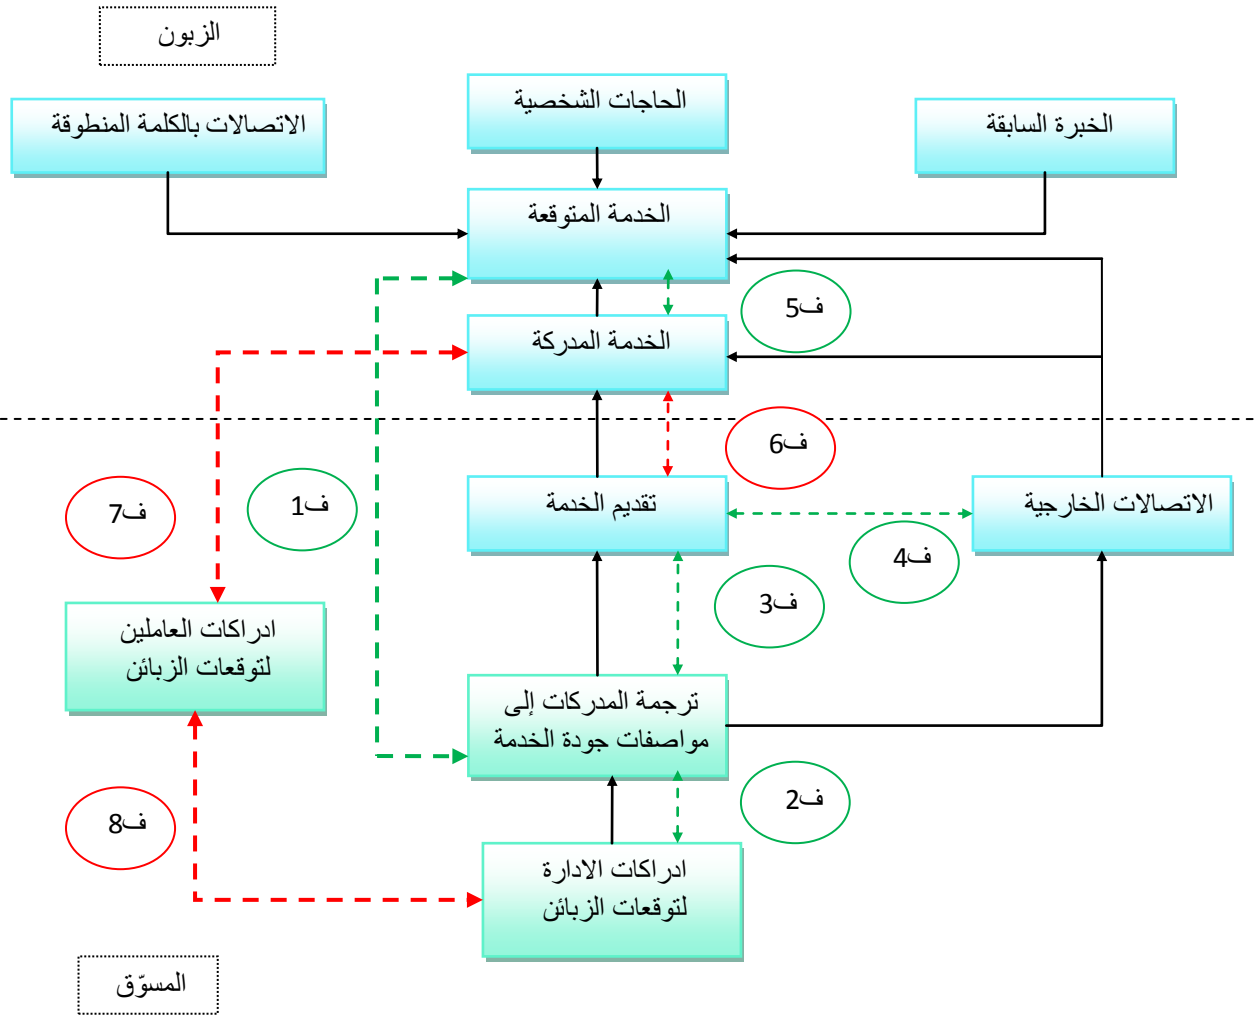 الزبون
الحاجات الشخصية
الخبرة السابقة
الاتصالات بالكلمة المنطوقة
الخدمة المتوقعة
ف5
الخدمة المدركة
ف6
الاتصالات الخارجية
تقديم الخدمة
ف1
ف7
ف4
ف3
ادراكات العاملين
لتوقعات الزبائن
ترجمة المدركات إلى
مواصفات جودة الخدمة
ف2
ف8
ادراكات الادارة
لتوقعات الزبائن
المسوّق